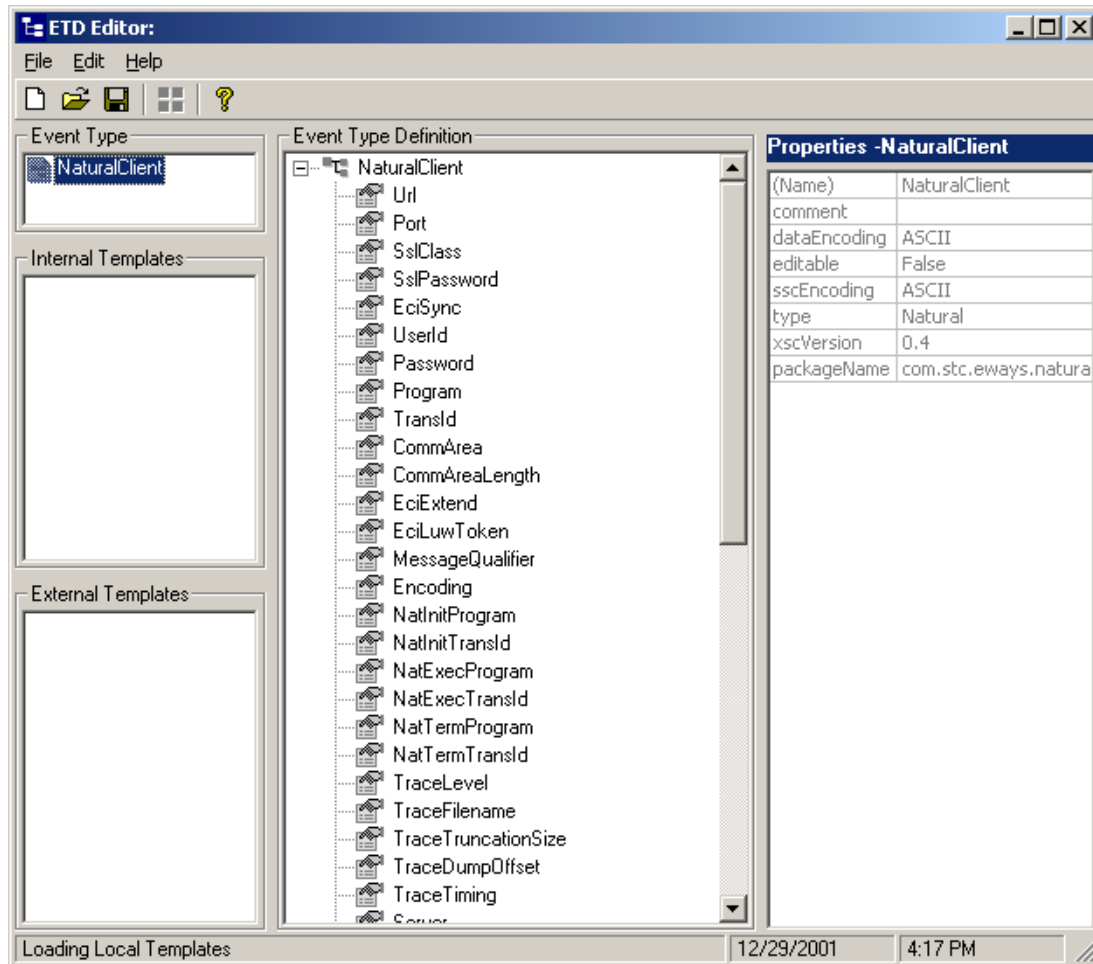 ETD Editor:
File Edit Help
Event Type
NaturalClient
Internal Templates
External Templates
Event Type Definition
NaturalClient
Url
Port
SslClass
SslPassword
EciSync
UserId
Password
Program
TransId
CommArea
CommAreaLength
EciExtend
EciLuwToken
MessageQualifier
Encoding
NatInitProgram
NatInitTransId
NatExecProgram
NatExecTransId
NatTermProgram
NatTermTransId
TraceLevel
TraceFilename
TraceTruncationSize
TraceDumpOffset
TraceTiming
Server
Properties -NaturalClient
(Name) NaturalClient
comment
dataEncoding ASCII
editable False
sscEncoding ASCII
type Natural
xscVersion 0.4
packageName com.stc.eways.natura
Loading Local Templates 12/29/2001 4:17 PM